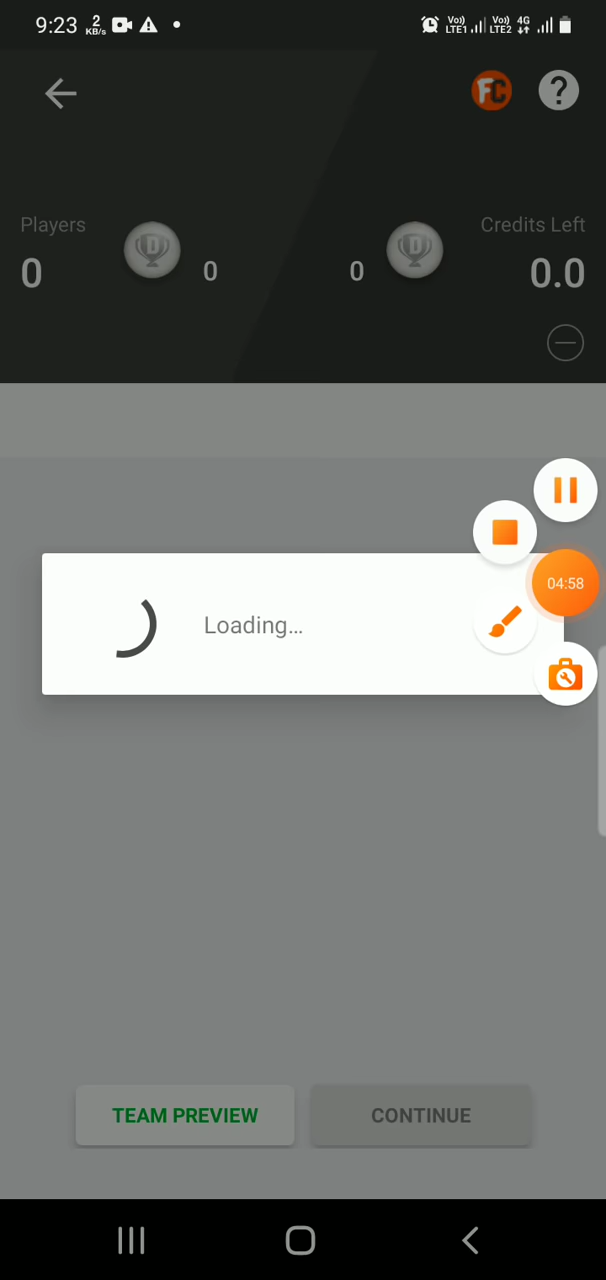 9:23 2 KB/s Vo)) LTE1 Vo)) LTE2 4G
FC ?
Players Credits Left
0 D 0 0 D 0.0
04:58
Loading...
TEAM PREVIEW CONTINUE